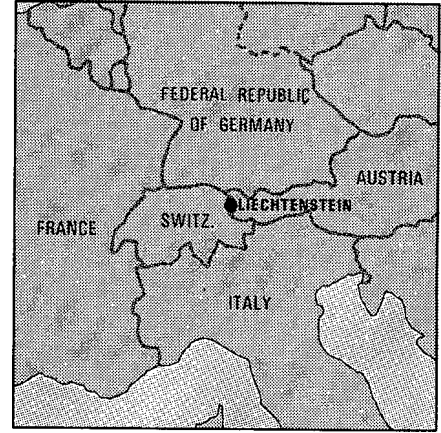 FEDERAL REPUBLIC
OF GERMANY
AUSTRIA
LIECHTENSTEIN
SWITZ.
FRANCE
ITALY